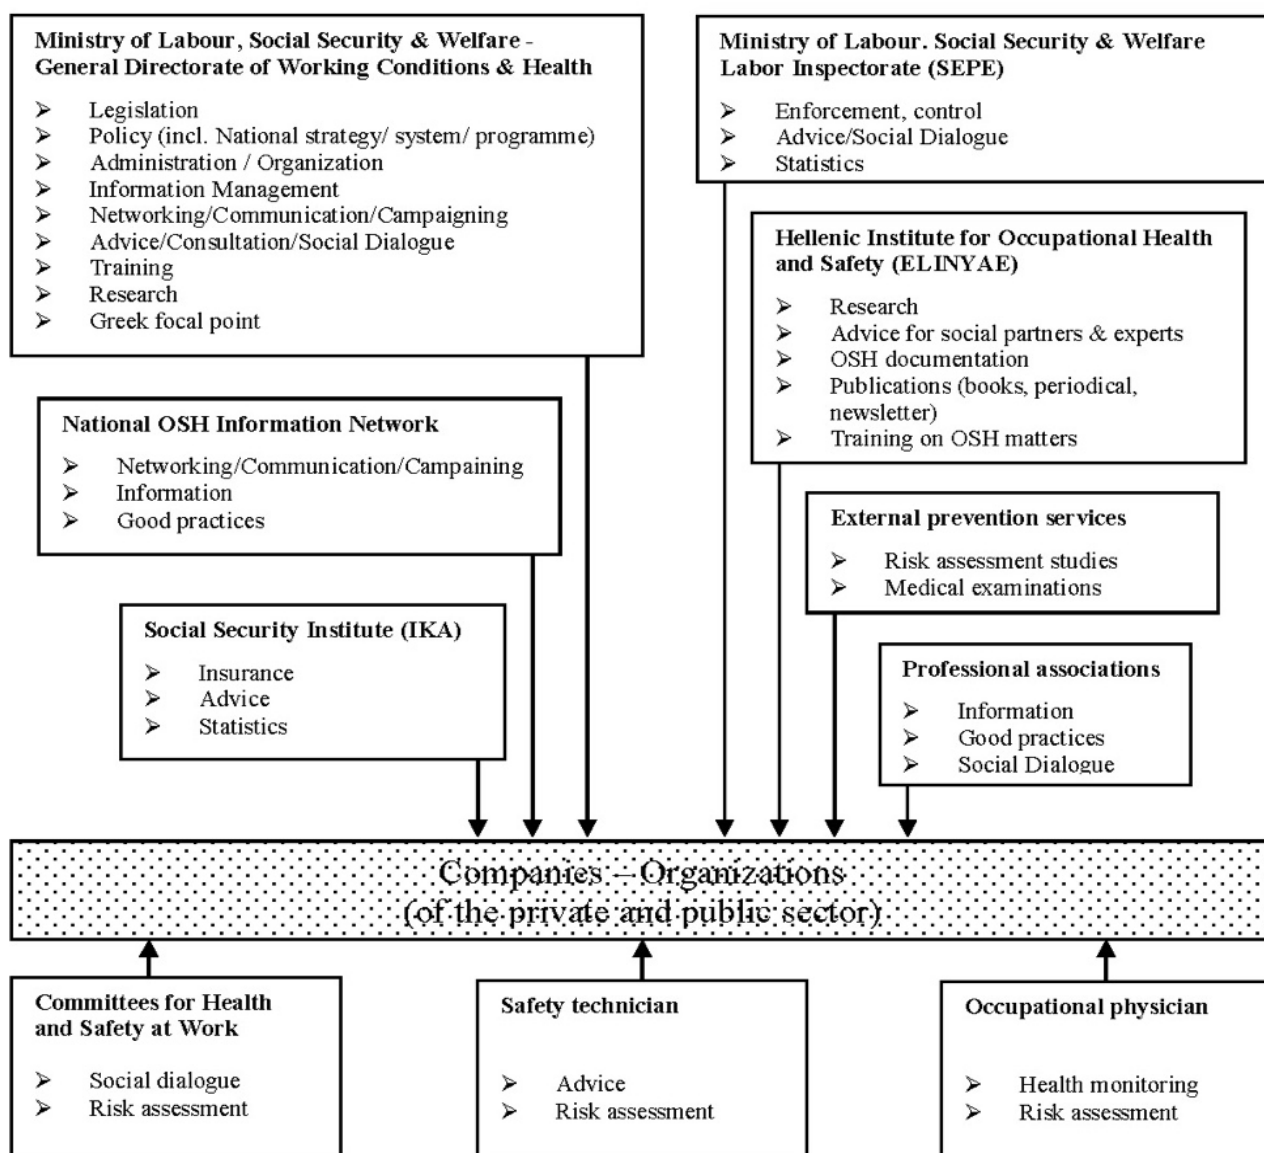 Ministry of Labour, Social Security & Welfare -
General Directorate of Working Conditions & Health
➢ Legislation
➢ Policy (incl. National strategy/ system/ programme)
➢ Administration / Organization
➢ Information Management
➢ Networking/Communication/Campaigning
➢ Advice/Consultation/Social Dialogue
➢ Training
➢ Research
➢ Greek focal point
Ministry of Labour. Social Security & Welfare
Labor Inspectorate (SEPE)
➢ Enforcement, control
➢ Advice/Social Dialogue
➢ Statistics
Hellenic Institute for Occupational Health
and Safety (ELINYAE)
➢ Research
➢ Advice for social partners & experts
➢ OSH documentation
➢ Publications (books, periodical,
newsletter)
➢ Training on OSH matters
National OSH Information Network
➢ Networking/Communication/Campaining
➢ Information
➢ Good practices
External prevention services
➢ Risk assessment studies
➢ Medical examinations
Social Security Institute (IKA)
➢ Insurance
➢ Advice
➢ Statistics
Professional associations
➢ Information
➢ Good practices
➢ Social Dialogue
Companies – Organizations
(of the private and public sector)
Committees for Health
and Safety at Work
➢ Social dialogue
➢ Risk assessment
Safety technician
➢ Advice
➢ Risk assessment
Occupational physician
➢ Health monitoring
➢ Risk assessment